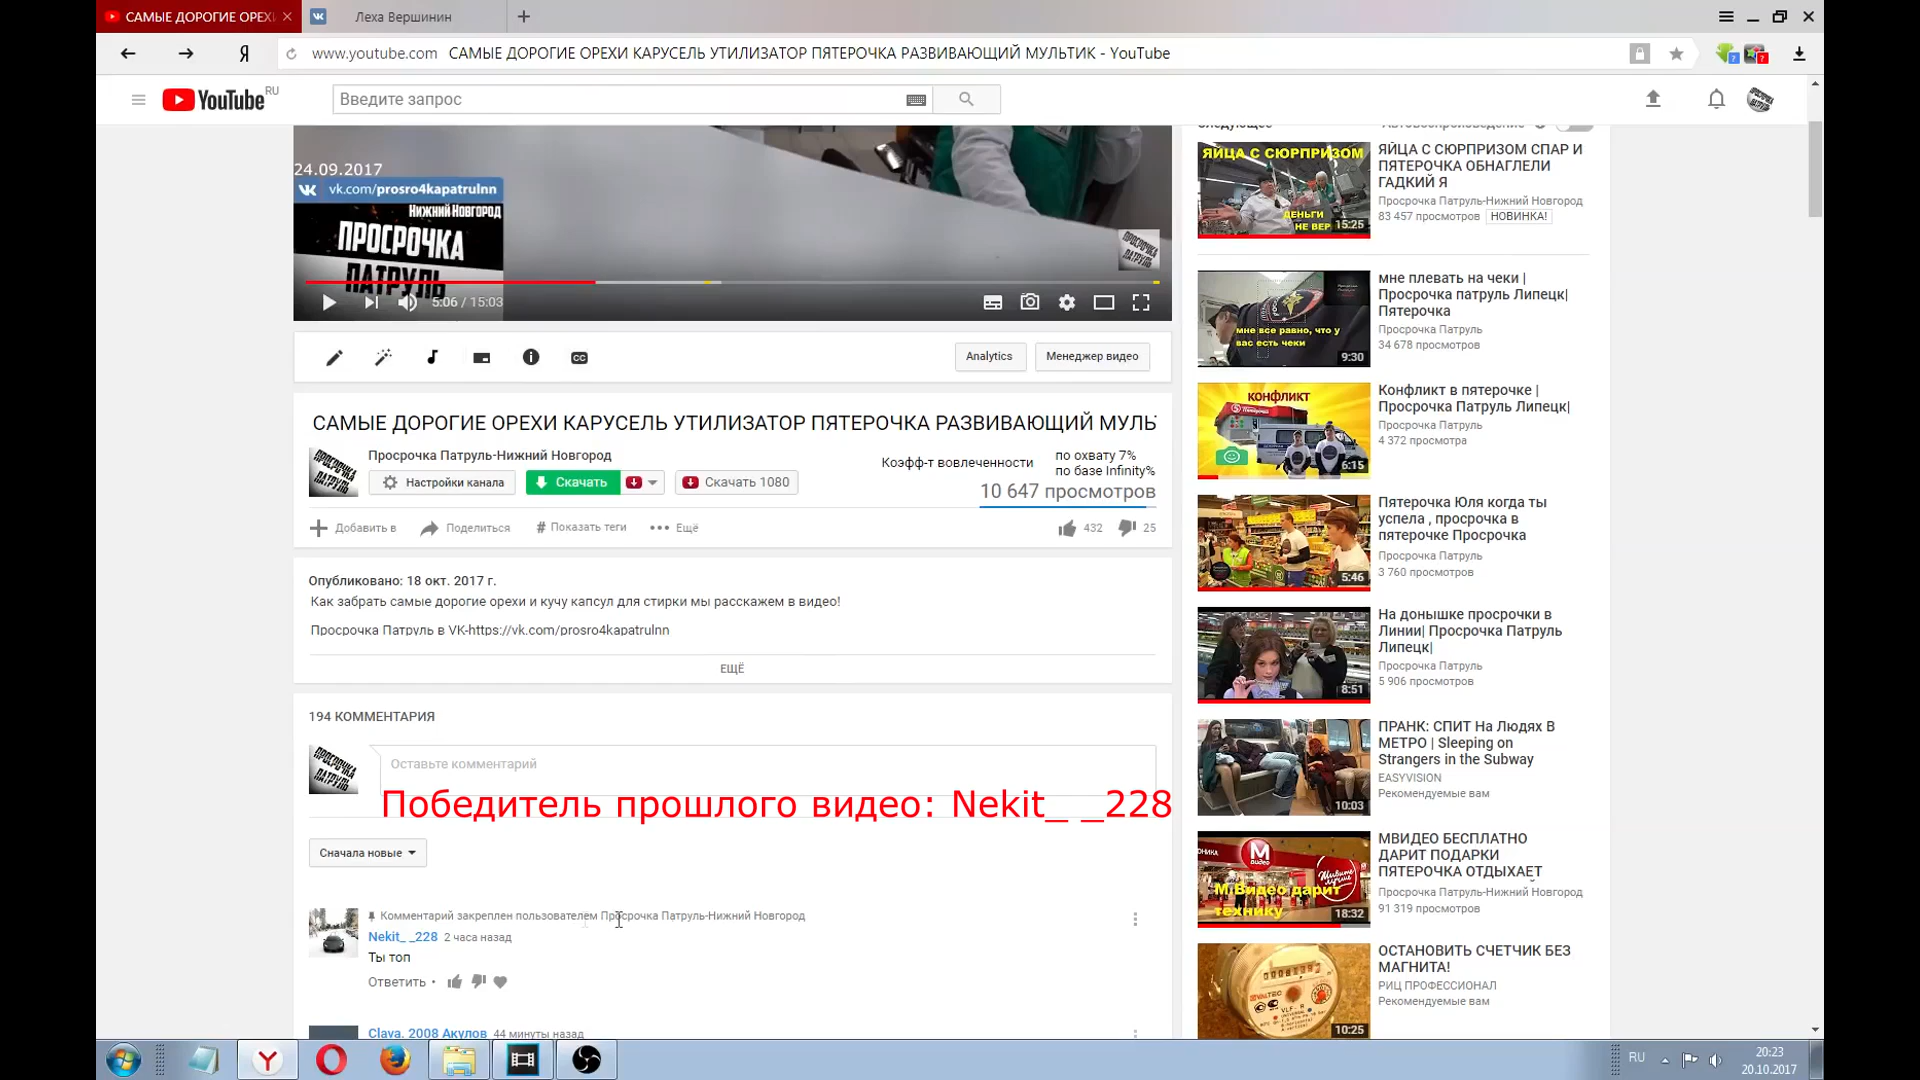 САМЫЕ ДОРОГИЕ ОРЕХ
Леха Вершинин
www.youtube.com САМЫЕ ДОРОГИЕ ОРЕХИ КАРУСЕЛЬ УТИЛИЗАТОР ПЯТЕРОЧКА РАЗВИВАЮЩИЙ МУЛЬТИК - YouTube
YouTube RU
Введите запрос
24.09.2017
vk.com/prosro4kapatrulnn
НИЖНИЙ НОВГОРОД
ПРОСРОЧКА
ПАТРУЛЬ
ПРОСРОЧКА
ПАТРУЛЬ
5:06 / 15:03
Analytics
Менеджер видео
САМЫЕ ДОРОГИЕ ОРЕХИ КАРУСЕЛЬ УТИЛИЗАТОР ПЯТЕРОЧКА РАЗВИВАЮЩИЙ МУЛЬ
Просрочка Патруль-Нижний Новгород
Настройки канала
Скачать
Скачать 1080
Коэфф-т вовлеченности
по охвату 7%
по базе Infinity%
10 647 просмотров
Добавить в
Поделиться
# Показать теги
Ещё
432
25
Опубликовано: 18 окт. 2017 г.
Как забрать самые дорогие орехи и кучу капсул для стирки мы расскажем в видео!
Просрочка Патруль в VK-https://vk.com/prosro4kapatrulnn
ЕЩЁ
194 КОММЕНТАРИЯ
Оставьте комментарий
Победитель прошлого видео: Nekit_ _228
Сначала новые
Комментарий закреплен пользователем Просрочка Патруль-Нижний Новгород
Nekit_ _228 2 часа назад
Ты топ
Ответить
Clava. 2008 Акулов 44 минуты назад
Следующее
Автовоспроизведение
ЯЙЦА С СЮРПРИЗОМ
ДЕНЬГИ
НЕ ВЕР
15:25
ЯЙЦА С СЮРПРИЗОМ СПАР И
ПЯТЕРОЧКА ОБНАГЛЕЛИ
ГАДКИЙ Я
Просрочка Патруль-Нижний Новгород
83 457 просмотров НОВИНКА!
мне все равно, что у
вас есть чеки
9:30
мне плевать на чеки |
Просрочка патруль Липецк|
Пятерочка
Просрочка Патруль
34 678 просмотров
КОНФЛИКТ
6:15
Конфликт в пятерочке |
Просрочка Патруль Липецк|
Просрочка Патруль
4 372 просмотра
5:46
Пятерочка Юля когда ты
успела , просрочка в
пятерочке Просрочка
Просрочка Патруль
3 760 просмотров
8:51
На донышке просрочки в
Линии| Просрочка Патруль
Липецк|
Просрочка Патруль
5 906 просмотров
10:03
ПРАНК: СПИТ На Людях В
МЕТРО | Sleeping on
Strangers in the Subway
EASYVISION
Рекомендуемые вам
М.Видео дарит
технику
18:32
МВИДЕО БЕСПЛАТНО
ДАРИТ ПОДАРКИ
ПЯТЕРОЧКА ОТДЫХАЕТ
Просрочка Патруль-Нижний Новгород
91 319 просмотров
VALTEC
10:25
ОСТАНОВИТЬ СЧЕТЧИК БЕЗ
МАГНИТА!
РИЦ ПРОФЕССИОНАЛ
Рекомендуемые вам
RU
20:23
20.10.2017